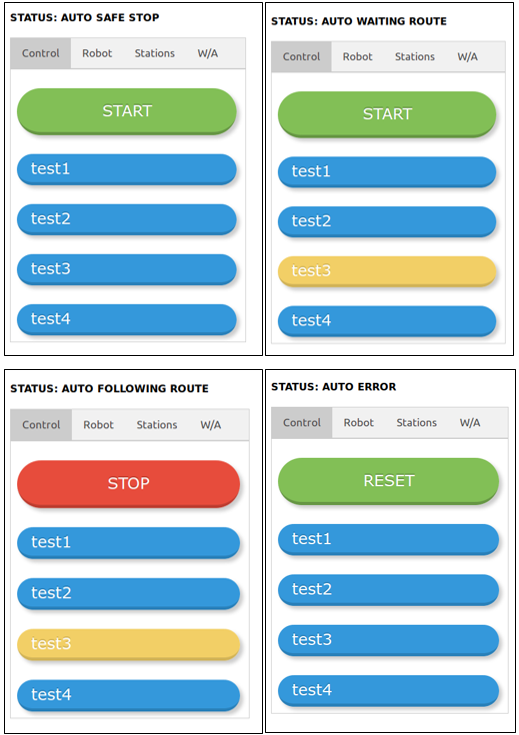 STATUS: AUTO SAFE STOP
Control Robot Stations W/A
START
test1
test2
test3
test4
STATUS: AUTO WAITING ROUTE
Control Robot Stations W/A
START
test1
test2
test3
test4
STATUS: AUTO FOLLOWING ROUTE
Control Robot Stations W/A
STOP
test1
test2
test3
test4
STATUS: AUTO ERROR
Control Robot Stations W/A
RESET
test1
test2
test3
test4